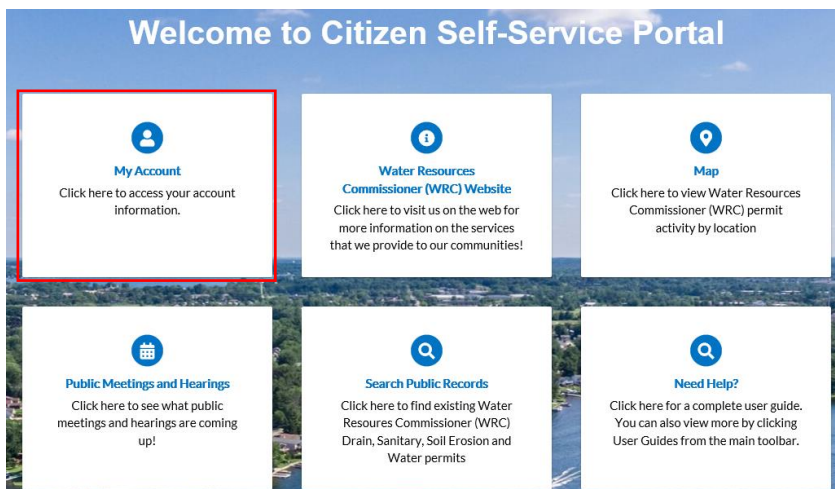 Welcome to Citizen Self-Service Portal
My Account
Click here to access your account
information.
Water Resources
Commissioner (WRC) Website
Click here to visit us on the web for
more information on the services
that we provide to our communities!
Map
Click here to view Water Resources
Commissioner (WRC) permit
activity by location
Public Meetings and Hearings
Click here to see what public
meetings and hearings are coming
up!
Search Public Records
Click here to find existing Water
Resoures Commissioner (WRC)
Drain, Sanitary, Soil Erosion and
Water permits
Need Help?
Click here for a complete user guide.
You can also view more by clicking
User Guides from the main toolbar.